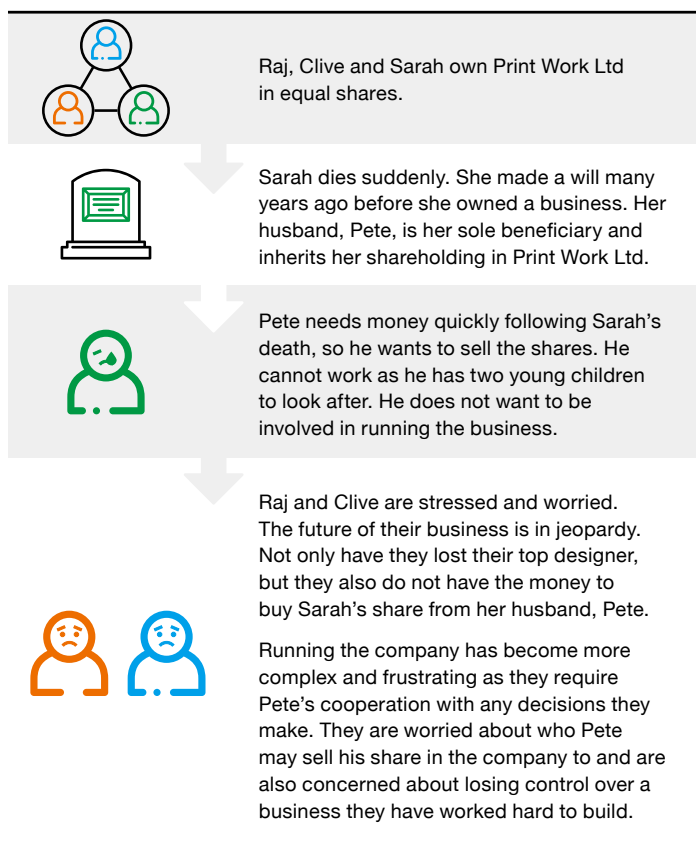 Raj, Clive and Sarah own Print Work Ltd
in equal shares.
Sarah dies suddenly. She made a will many
years ago before she owned a business. Her
husband, Pete, is her sole beneficiary and
inherits her shareholding in Print Work Ltd.
Pete needs money quickly following Sarah’s
death, so he wants to sell the shares. He
cannot work as he has two young children
to look after. He does not want to be
involved in running the business.
Raj and Clive are stressed and worried.
The future of their business is in jeopardy.
Not only have they lost their top designer,
but they also do not have the money to
buy Sarah’s share from her husband, Pete.
Running the company has become more
complex and frustrating as they require
Pete’s cooperation with any decisions they
make. They are worried about who Pete
may sell his share in the company to and are
also concerned about losing control over a
business they have worked hard to build.